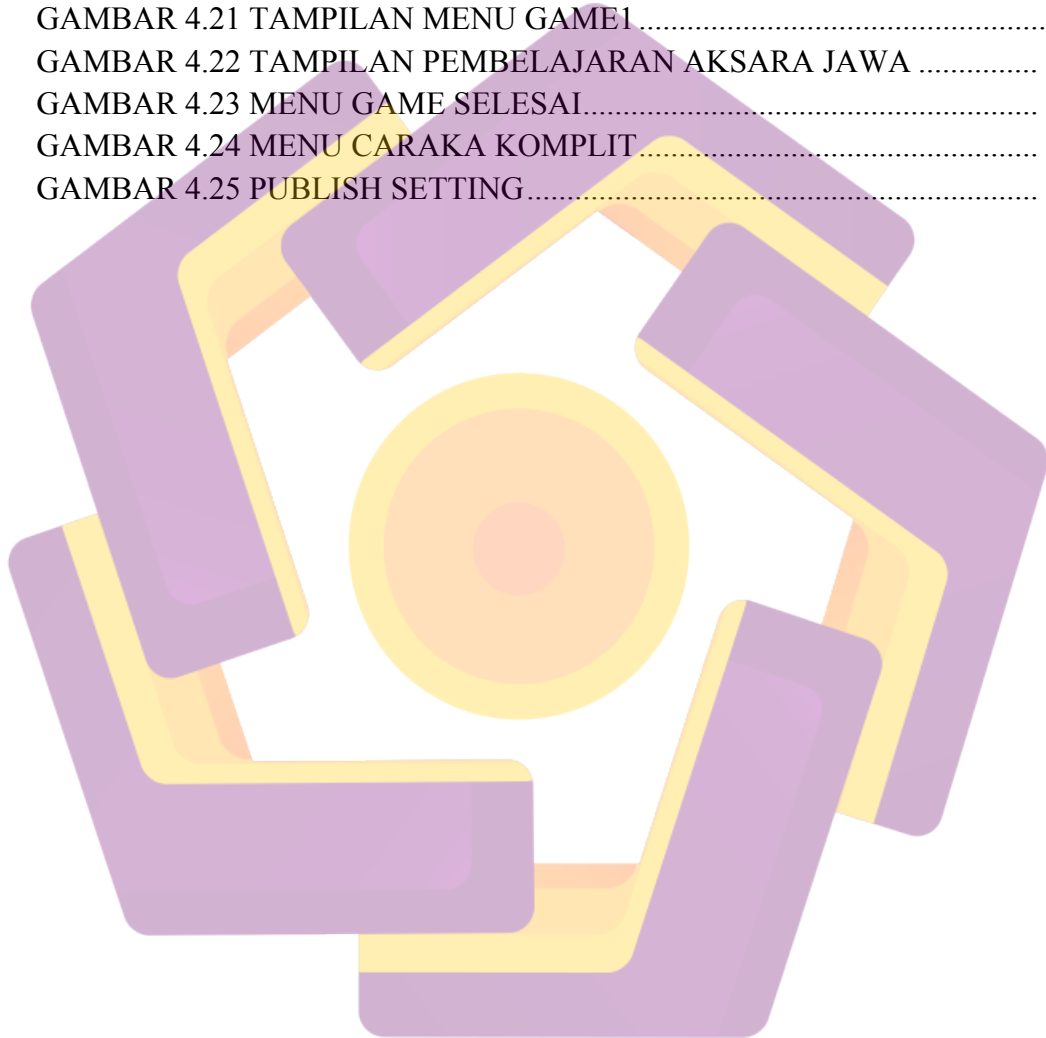 GAMBAR 4.21 TAMPILAN MENU GAME1......................................................
GAMBAR 4.22 TAMPILAN PEMBELAJARAN AKSARA JAWA ...............
GAMBAR 4.23 MENU GAME SELESAI............................................................
GAMBAR 4.24 MENU CARAKA KOMPLIT.....................................................
GAMBAR 4.25 PUBLISH SETTING...................................................................